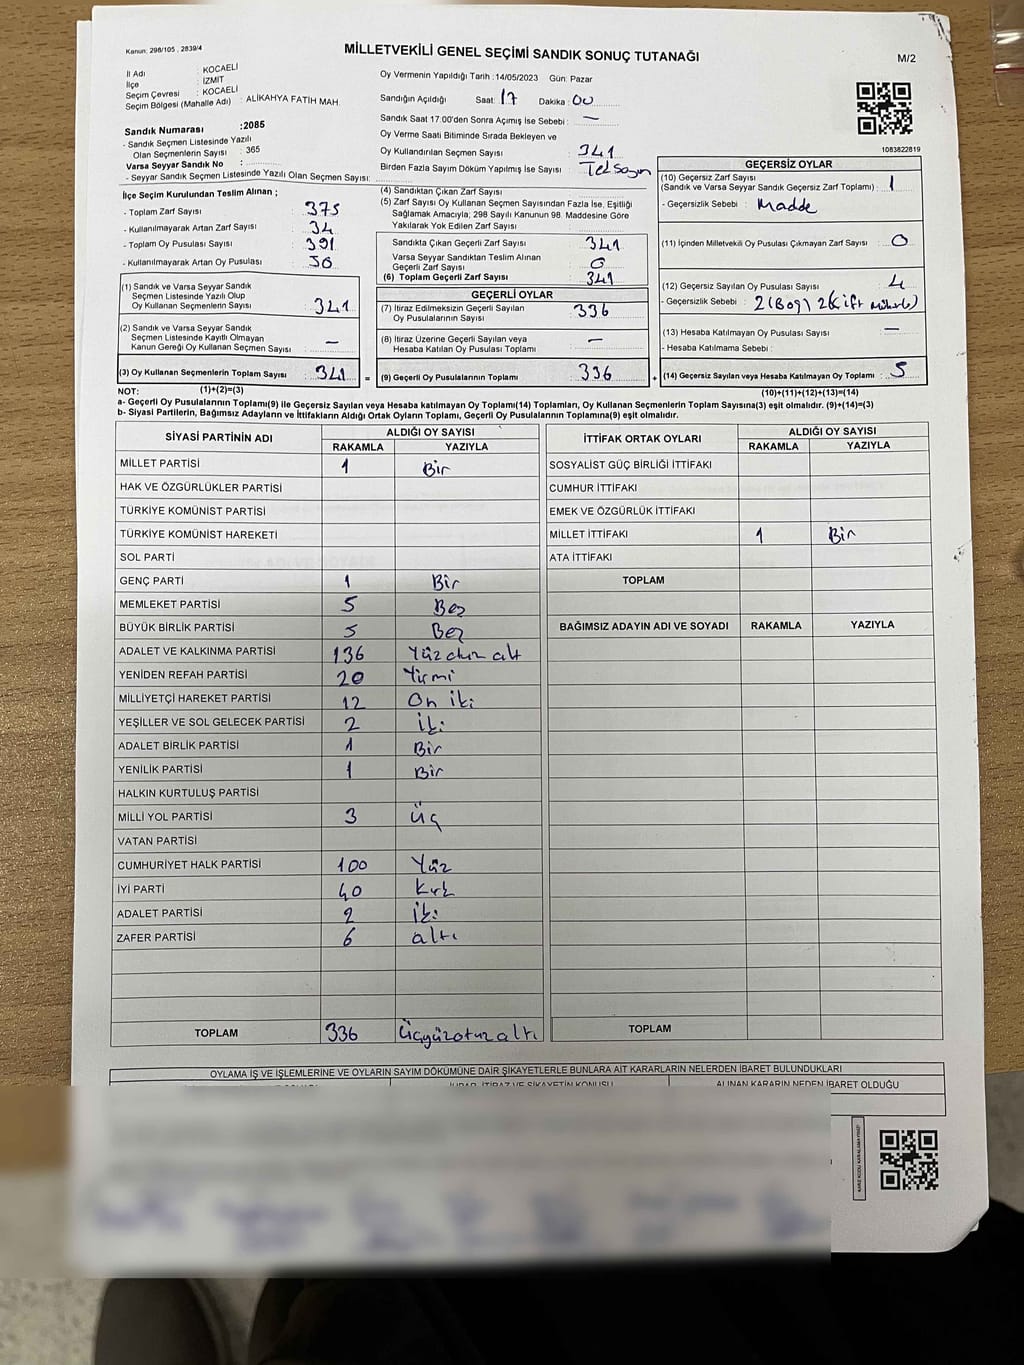 Kanun: 298/105 , 2839/4
MİLLETVEKİLİ GENEL SEÇİMİ SANDIK SONUÇ TUTANAĞI
M/2
İl Adı : KOCAELİ
İlçe : İZMİT
Seçim Çevresi : KOCAELİ
Seçim Bölgesi (Mahalle Adı) : ALİKAHYA FATİH MAH.
Oy Vermenin Yapıldığı Tarih :14/05/2023 Gün: Pazar
Sandığın Açıldığı Saat: 17 Dakika: 00
Sandık Saat 17.00'den Sonra Açımış İse Sebebi : —
Oy Verme Saati Bitiminde Sırada Bekleyen ve
Oy Kullandırılan Seçmen Sayısı : 341
Birden Fazla Sayım Döküm Yapılmış İse Sayısı : Tek sayım
1083822819
Sandık Numarası :2085
- Sandık Seçmen Listesinde Yazılı
Olan Seçmenlerin Sayısı : 365
Varsa Seyyar Sandık No :
- Seyyar Sandık Seçmen Listesinde Yazılı Olan Seçmen Sayısı:
İlçe Seçim Kurulundan Teslim Alınan ;
- Toplam Zarf Sayısı : 375
- Kullanılmayarak Artan Zarf Sayısı : 34
- Toplam Oy Pusulası Sayısı : 391
- Kullanılmayarak Artan Oy Pusulası : 50
(1) Sandık ve Varsa Seyyar Sandık
Seçmen Listesinde Yazılı Olup
Oy Kullanan Seçmenlerin Sayısı : 341
(2) Sandık ve Varsa Seyyar Sandık
Seçmen Listesinde Kayıtlı Olmayan
Kanun Gereği Oy Kullanan Seçmen Sayısı : —
(3) Oy Kullanan Seçmenlerin Toplam Sayısı : 341
(1)+(2)=(3)
(4) Sandıktan Çıkan Zarf Sayısı :
(5) Zarf Sayısı Oy Kullanan Seçmen Sayısından Fazla İse, Eşitliği
Sağlamak Amacıyla; 298 Sayılı Kanunun 98. Maddesine Göre
Yakılarak Yok Edilen Zarf Sayısı :
Sandıkta Çıkan Geçerli Zarf Sayısı : 341
Varsa Seyyar Sandıktan Teslim Alınan
Geçerli Zarf Sayısı : 0
(6) Toplam Geçerli Zarf Sayısı : 341
GEÇERLİ OYLAR
(7) İtiraz Edilmeksizin Geçerli Sayılan
Oy Pusulalarının Sayısı : 336
(8) İtiraz Üzerine Geçerli Sayılan veya
Hesaba Katılan Oy Pusulası Toplamı : —
= (9) Geçerli Oy Pusulalarının Toplamı : 336
GEÇERSİZ OYLAR
(10) Geçersiz Zarf Sayısı
(Sandık ve Varsa Seyyar Sandık Geçersiz Zarf Toplamı) : 1
- Geçersizlik Sebebi : Madde
(11) İçinden Milletvekili Oy Pusulası Çıkmayan Zarf Sayısı : 0
(12) Geçersiz Sayılan Oy Pusulası Sayısı : 4
- Geçersizlik Sebebi : 2(Boş) 2(Çift mühürlü)
(13) Hesaba Katılmayan Oy Pusulası Sayısı : —
- Hesaba Katılmama Sebebi :
+ (14) Geçersiz Sayılan veya Hesaba Katılmayan Oy Toplamı : 5
(10)+(11)+(12)+(13)=(14)
NOT:
a- Geçerli Oy Pusulalarının Toplamı(9) ile Geçersiz Sayılan veya Hesaba katılmayan Oy Toplamı(14) Toplamları, Oy Kullanan Seçmenlerin Toplam Sayısına(3) eşit olmalıdır. (9)+(14)=(3)
b- Siyasi Partilerin, Bağımsız Adayların ve İttifakların Aldığı Ortak Oyların Toplamı, Geçerli Oy Pusulalarının Toplamına(9) eşit olmalıdır.
SİYASİ PARTİNİN ADI ALDIĞI OY SAYISI
RAKAMLA YAZIYLA
MİLLET PARTİSİ 1 Bir
HAK VE ÖZGÜRLÜKLER PARTİSİ
TÜRKİYE KOMÜNİST PARTİSİ
TÜRKİYE KOMÜNİST HAREKETİ
SOL PARTİ
GENÇ PARTİ 1 Bir
MEMLEKET PARTİSİ 5 Beş
BÜYÜK BİRLİK PARTİSİ 5 Beş
ADALET VE KALKINMA PARTİSİ 136 Yüzotuz altı
YENİDEN REFAH PARTİSİ 20 Yirmi
MİLLİYETÇİ HAREKET PARTİSİ 12 On iki
YEŞİLLER VE SOL GELECEK PARTİSİ 2 İki
ADALET BİRLİK PARTİSİ 1 Bir
YENİLİK PARTİSİ 1 Bir
HALKIN KURTULUŞ PARTİSİ
MİLLİ YOL PARTİSİ 3 üç
VATAN PARTİSİ
CUMHURİYET HALK PARTİSİ 100 Yüz
İYİ PARTİ 40 Kırk
ADALET PARTİSİ 2 İki
ZAFER PARTİSİ 6 altı
TOPLAM 336 Üçyüzotuzaltı
İTTİFAK ORTAK OYLARI ALDIĞI OY SAYISI
RAKAMLA YAZIYLA
SOSYALİST GÜÇ BİRLİĞİ İTTİFAKI
CUMHUR İTTİFAKI
EMEK VE ÖZGÜRLÜK İTTİFAKI
MİLLET İTTİFAKI 1 Bir
ATA İTTİFAKI
TOPLAM
BAĞIMSIZ ADAYIN ADI VE SOYADI RAKAMLA YAZIYLA
TOPLAM
OYLAMA İŞ VE İŞLEMLERİNE VE OYLARIN SAYIM DÖKÜMÜNE DAİR ŞİKAYETLERLE BUNLARA AİT KARARLARIN NELERDEN İBARET BULUNDUKLARI
ALINAN KARARIN NEDEN İBARET OLDUĞU